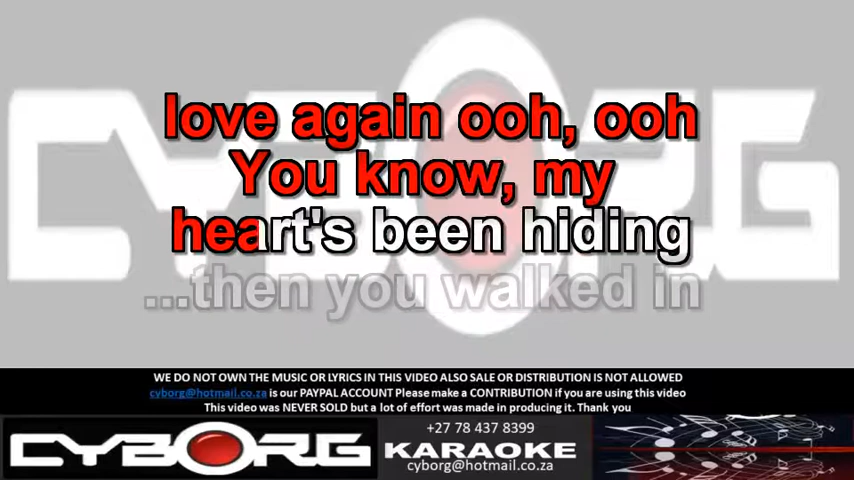 love again ooh, ooh
You know, my
heart's been hiding
...then you walked in
CYBORG
WE DO NOT OWN THE MUSIC OR LYRICS IN THIS VIDEO ALSO SALE OR DISTRIBUTION IS NOT ALLOWED
cyborg@hotmail.co.za is our PAYPAL ACCOUNT Please make a CONTRIBUTION if you are using this video
This video was NEVER SOLD but a lot of effort was made in producing it. Thank you
CYBORG
+27 78 437 8399
KARAOKE
cyborg@hotmail.co.za